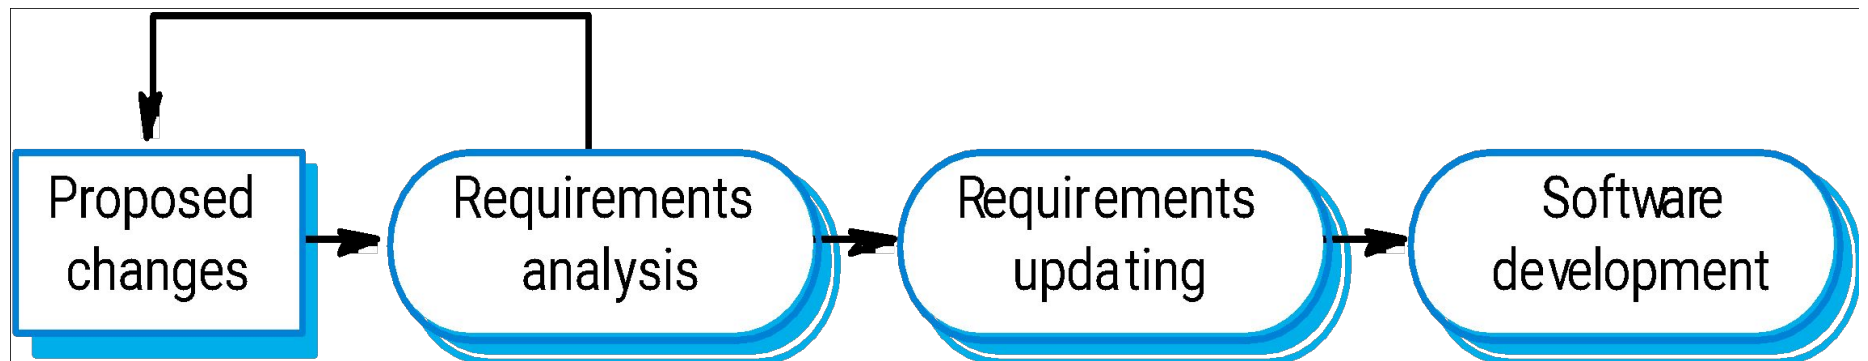 Proposed
changes
Requirements
analysis
Requirements
updating
Software
development